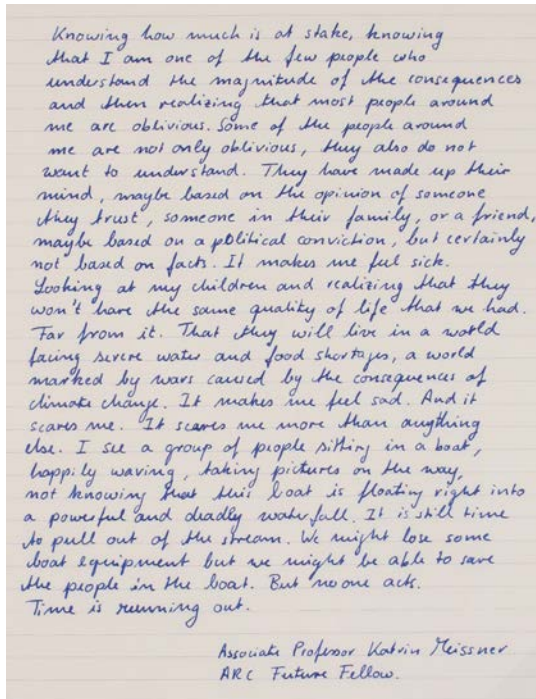 Knowing how much is at stake, knowing
that I am one of the few people who
understand the magnitude of the consequences
and then realizing that most people around
me are oblivious. Some of the people around
me are not only oblivious, they also do not
want to understand. They have made up their
mind, maybe based on the opinion of someone
they trust, someone in their family, or a friend,
maybe based on a political conviction, but certainly
not based on facts. It makes me feel sick.
Looking at my children and realizing that they
won't have the same quality of life that we had.
Far from it. That they will live in a world
facing severe water and food shortages, a world
marked by wars caused by the consequences of
climate change. It makes me feel sad. And it
scares me. It scares me more than anything
else. I see a group of people sitting in a boat,
happily waving, taking pictures on the way,
not knowing that this boat is floating right into
a powerful and deadly waterfall. It is still time
to pull out of the stream. We might lose some
boat equipment but we might be able to save
the people in the boat. But no one acts.
Time is running out.
Associate Professor Katrin Meissner
ARC Future Fellow.